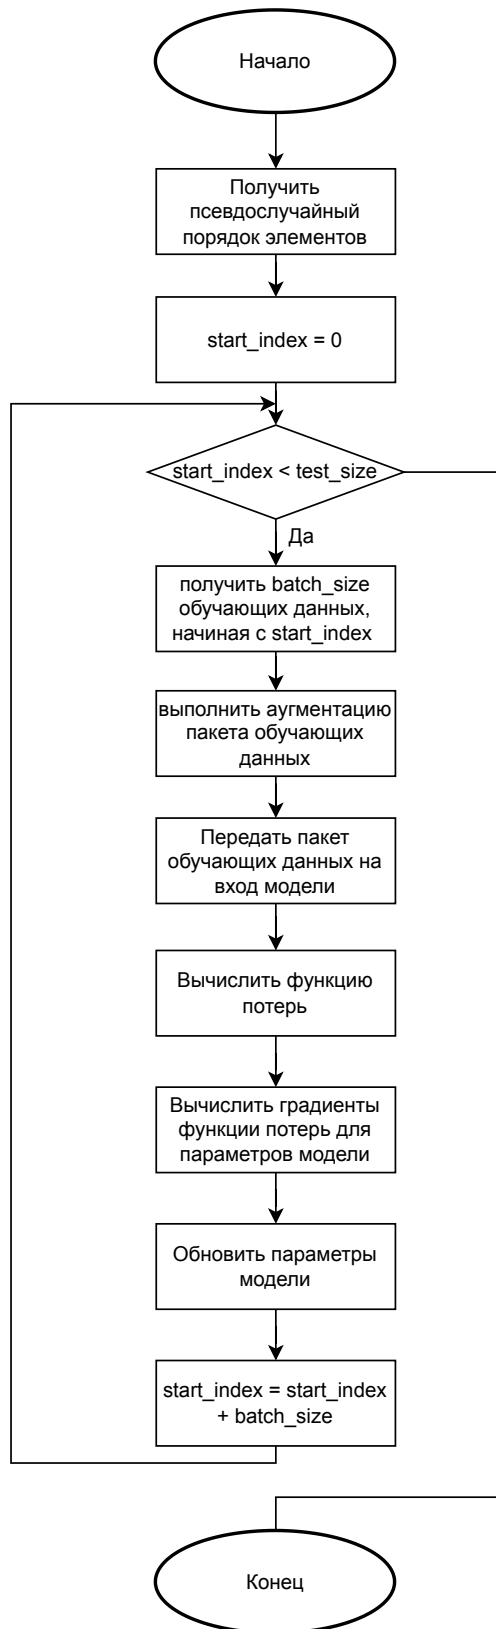 Начало
Получить
псевдослучайный
порядок элементов
start_index = 0
start_index < test_size
Да
получить batch_size
обучающих данных,
начиная с start_index
выполнить аугментацию
пакета обучающих
данных
Передать пакет
обучающих данных на
вход модели
Вычислить функцию
потерь
Вычислить градиенты
функции потерь для
параметров модели
Обновить параметры
модели
start_index = start_index
+ batch_size
Конец